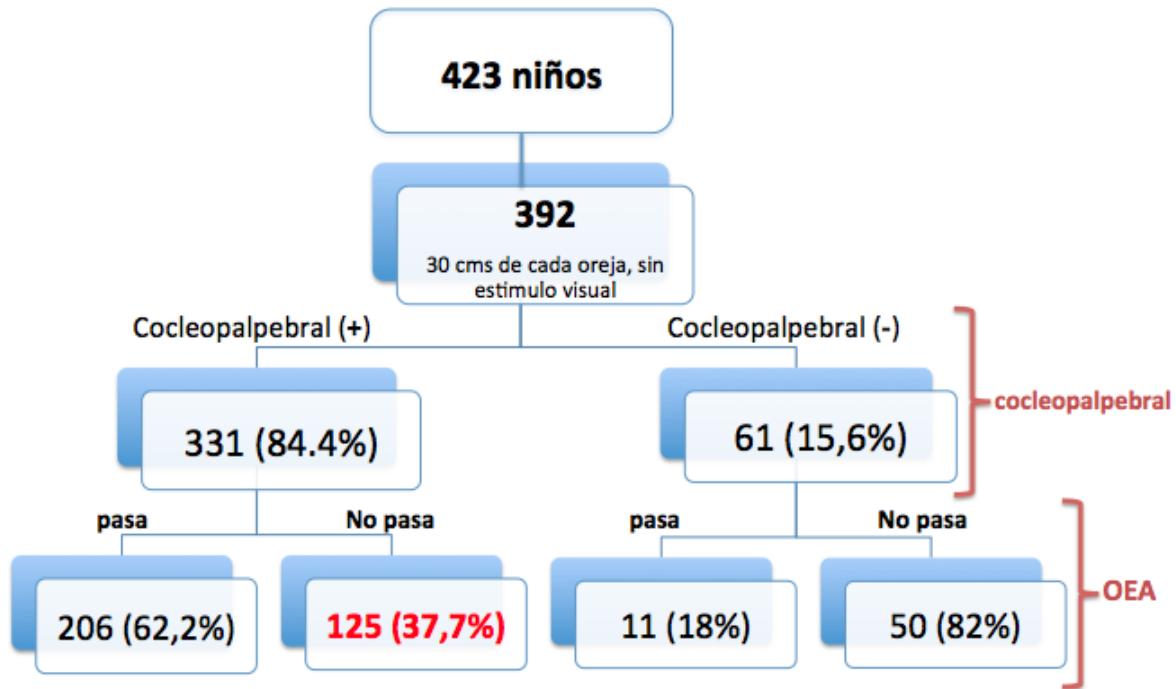 423 niños
392
30 cms de cada oreja, sin
estimulo visual
Cocleopalpebral (+)
Cocleopalpebral (-)
cocleopalpebral
331 (84.4%)
61 (15,6%)
pasa
No pasa
pasa
No pasa
OEA
206 (62,2%)
125 (37,7%)
11 (18%)
50 (82%)